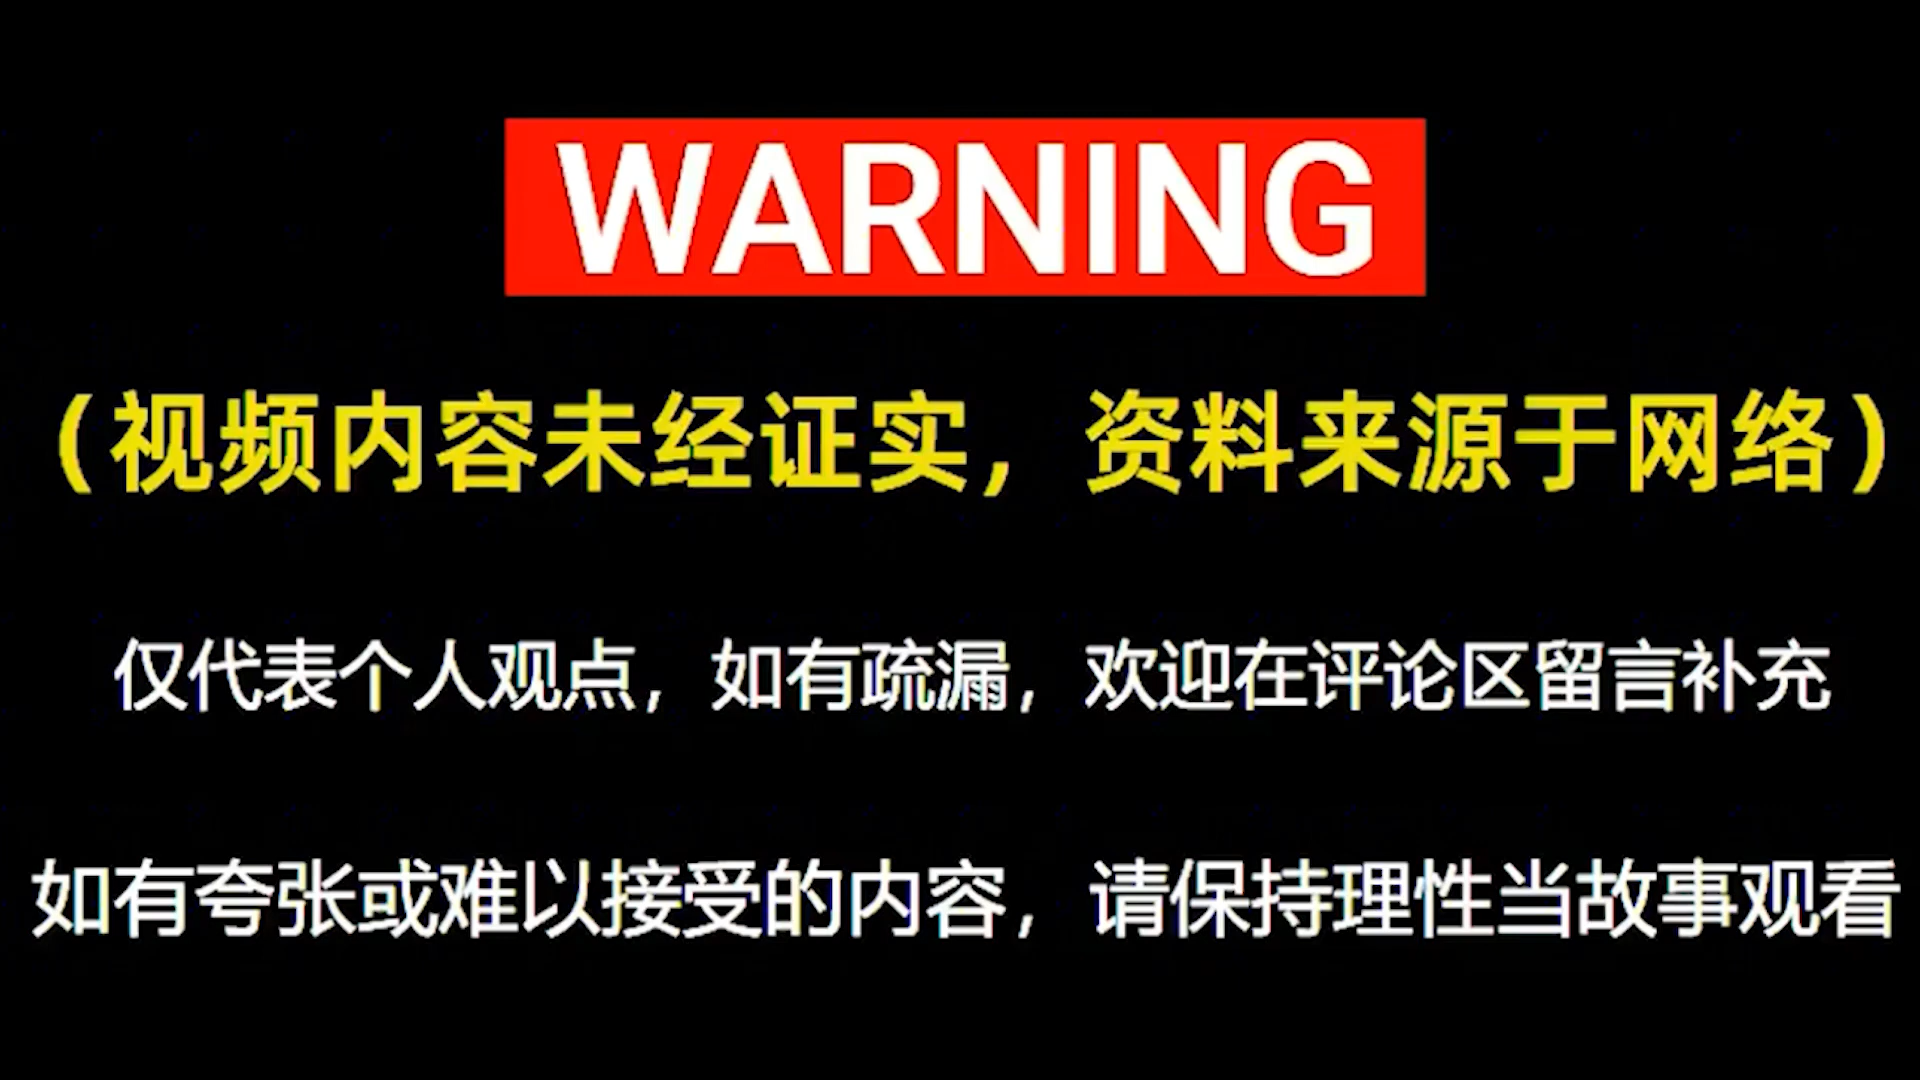 WARNING
（视频内容未经证实，资料来源于网络）
仅代表个人观点，如有疏漏，欢迎在评论区留言补充
如有夸张或难以接受的内容，请保持理性当故事观看